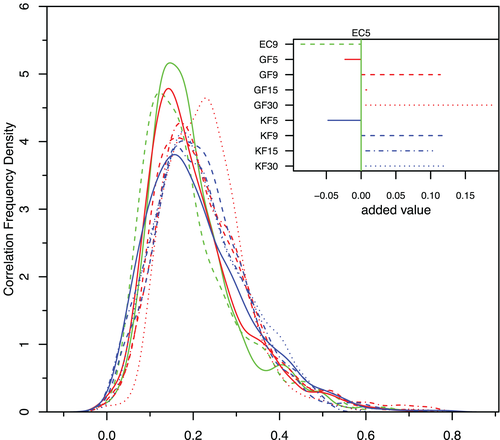 6
5
4
3
2
1
0
Correlation Frequency Density
0.0 0.2 0.4 0.6 0.8
EC5
EC9
GF5
GF9
GF15
GF30
KF5
KF9
KF15
KF30
−0.05 0.00 0.05 0.10 0.15
added value